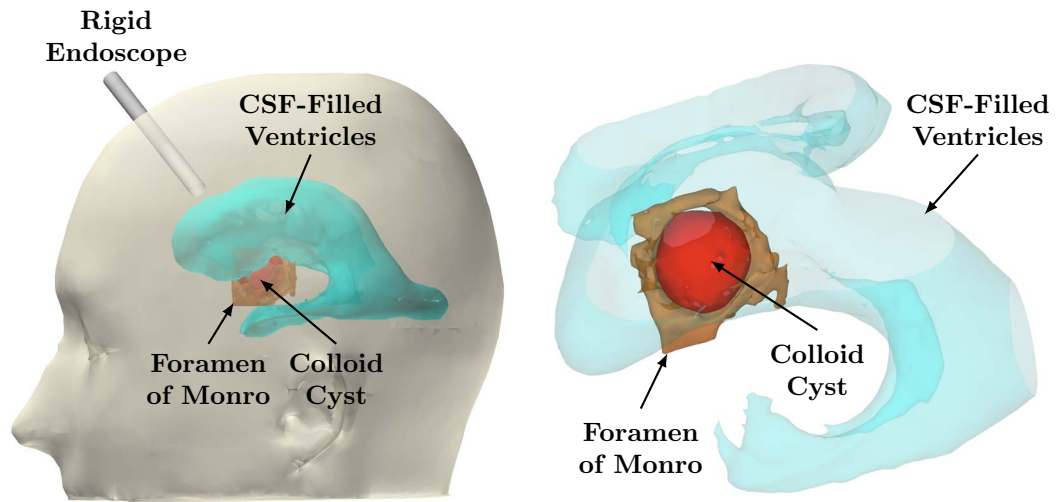 Rigid
Endoscope
CSF-Filled
Ventricles
Foramen
of Monro
Colloid
Cyst
CSF-Filled
Ventricles
Colloid
Cyst
Foramen
of Monro